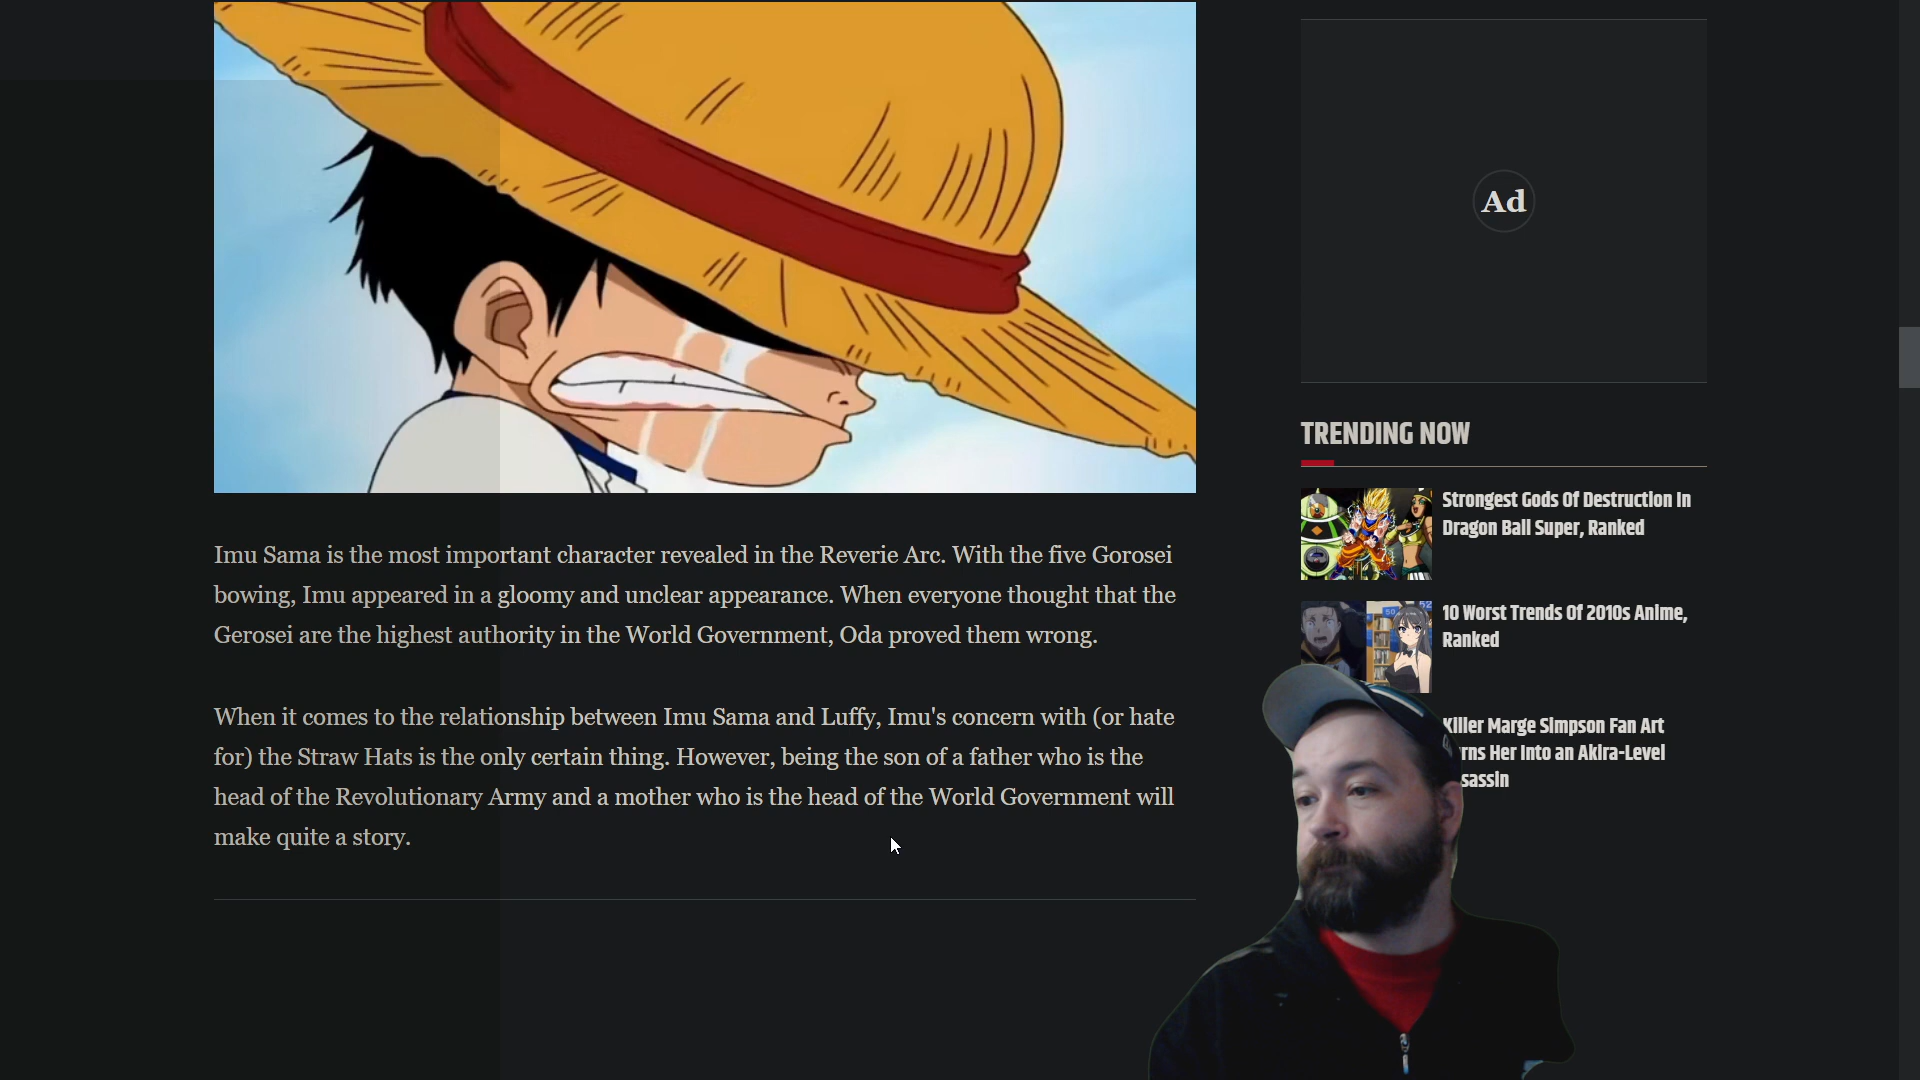 Imu Sama is the most important character revealed in the Reverie Arc. With the five Gorosei
bowing, Imu appeared in a gloomy and unclear appearance. When everyone thought that the
Gerosei are the highest authority in the World Government, Oda proved them wrong.
When it comes to the relationship between Imu Sama and Luffy, Imu's concern with (or hate
for) the Straw Hats is the only certain thing. However, being the son of a father who is the
head of the Revolutionary Army and a mother who is the head of the World Government will
make quite a story.
Ad
TRENDING NOW
Strongest Gods Of Destruction In
Dragon Ball Super, Ranked
10 Worst Trends Of 2010s Anime,
Ranked
Killer Marge Simpson Fan Art
Her Into an Akira-Level